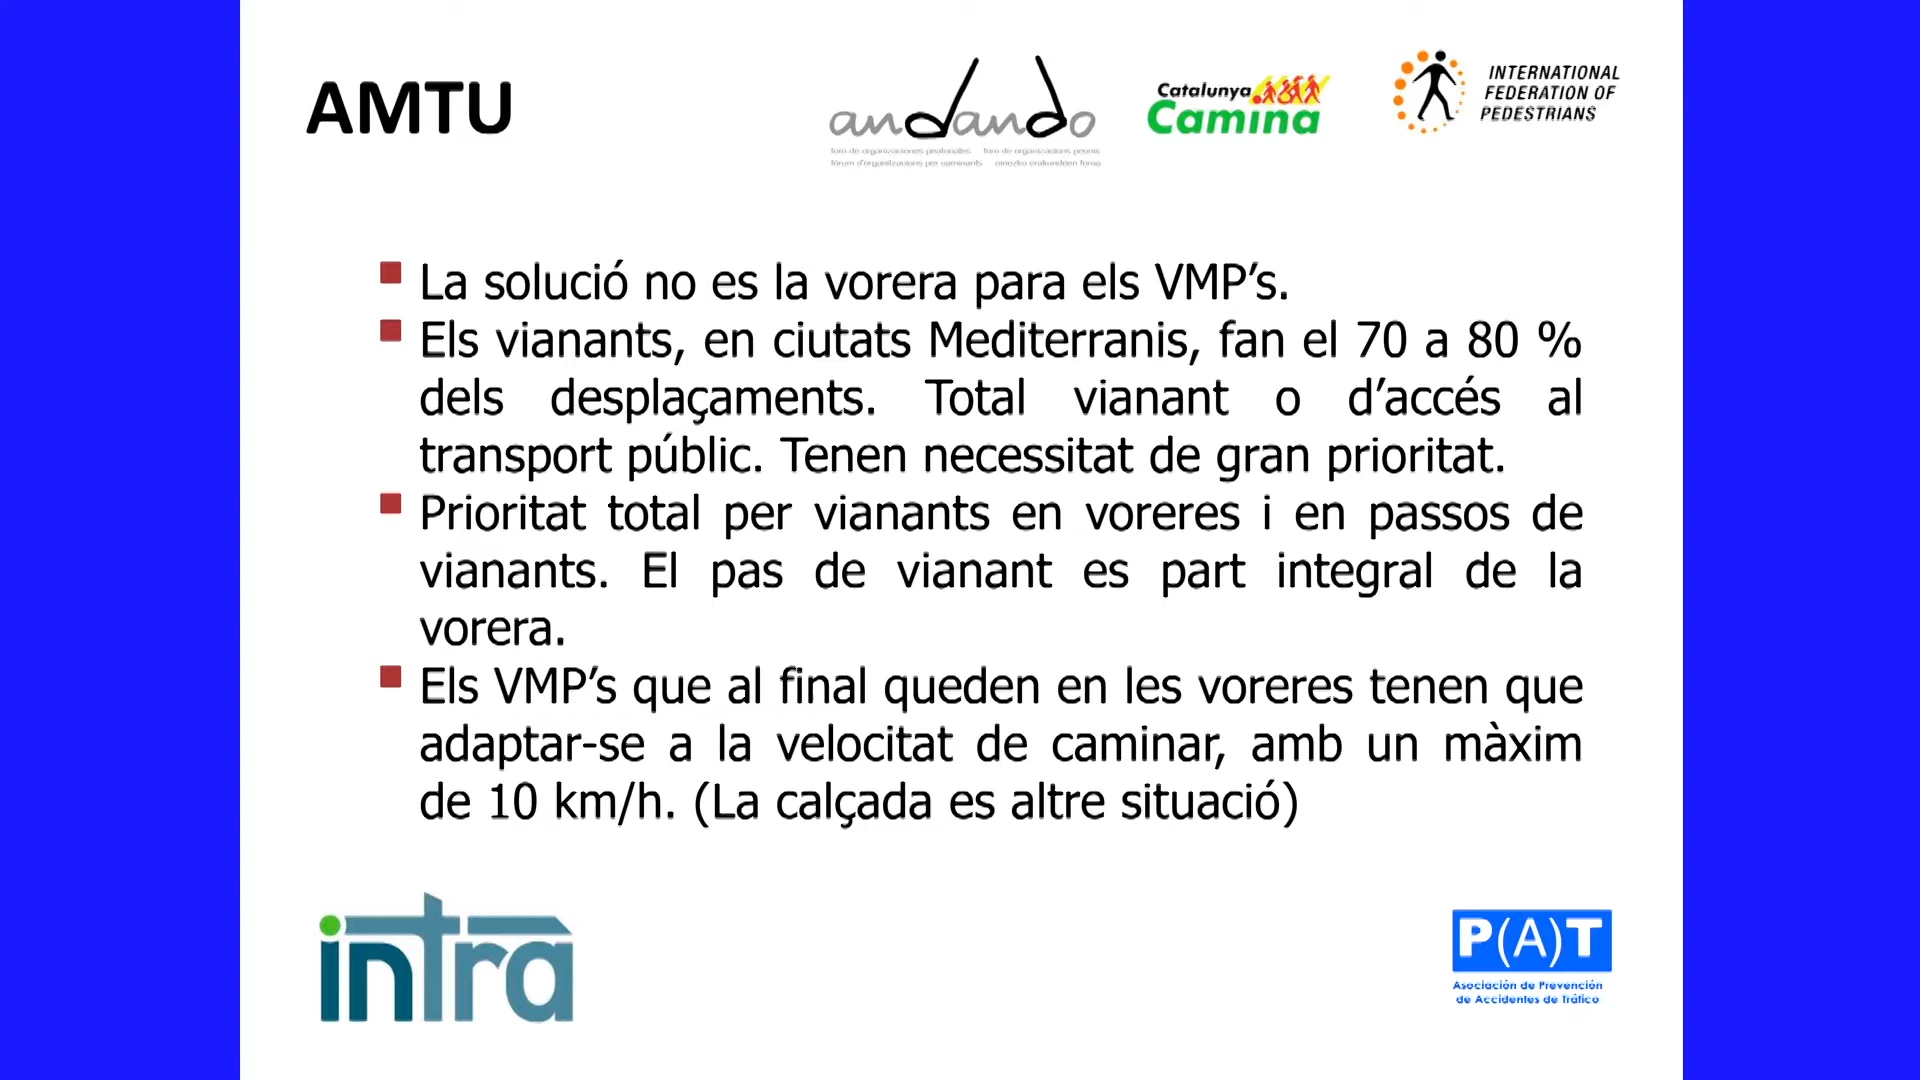 AMTU
andando
foro de organizaciones peatonales foro de organizacions peonís
fòrum d'organitzacions per caminants oinezko erakundeen foroa
Catalunya
Camina
INTERNATIONAL
FEDERATION OF
PEDESTRIANS
La solució no es la vorera para els VMP’s.
Els vianants, en ciutats Mediterranis, fan el 70 a 80 %
dels desplaçaments. Total vianant o d’accés al
transport públic. Tenen necessitat de gran prioritat.
Prioritat total per vianants en voreres i en passos de
vianants. El pas de vianant es part integral de la
vorera.
Els VMP’s que al final queden en les voreres tenen que
adaptar-se a la velocitat de caminar, amb un màxim
de 10 km/h. (La calçada es altre situació)
intra
P(A)T
Asociación de Prevención
de Accidentes de Tráfico